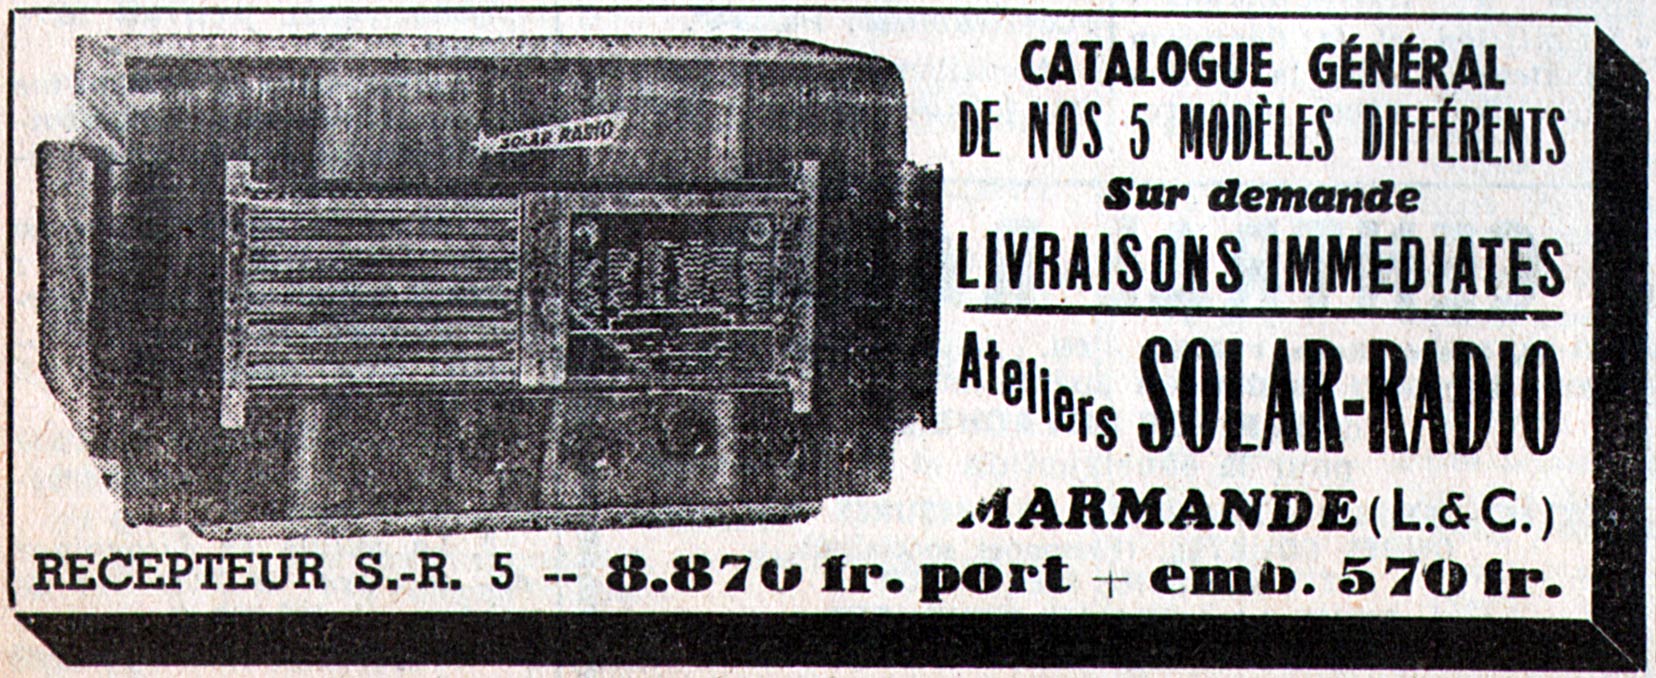 SOLAR RADIO
CATALOGUE GÉNÉRAL
DE NOS 5 MODÈLES DIFFÉRENTS
Sur demande
LIVRAISONS IMMEDIATES
Ateliers SOLAR-RADIO
MARMANDE (L.& C.)
RECEPTEUR S.-R. 5 -- 8.870 fr. port + emb. 570 fr.